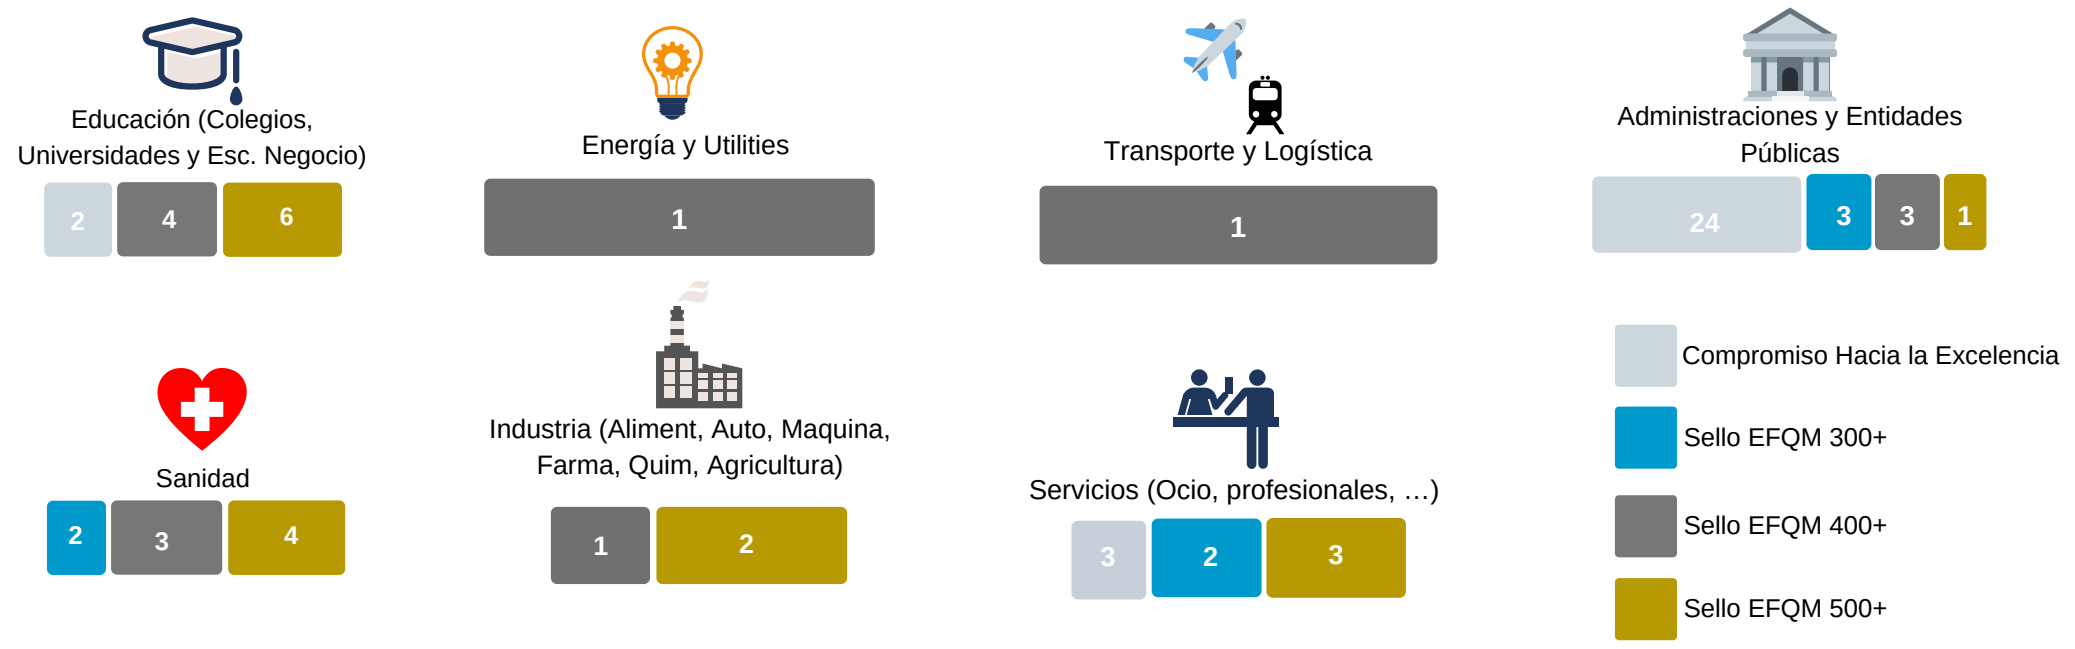 Educación (Colegios,
Universidades y Esc. Negocio)
2 4 6
Energía y Utilities
1
Transporte y Logística
1
Administraciones y Entidades
Públicas
24 3 3 1
Sanidad
2 3 4
Industria (Aliment, Auto, Maquina,
Farma, Quim, Agricultura)
1 2
Servicios (Ocio, profesionales, …)
3 2 3
Compromiso Hacia la Excelencia
Sello EFQM 300+
Sello EFQM 400+
Sello EFQM 500+